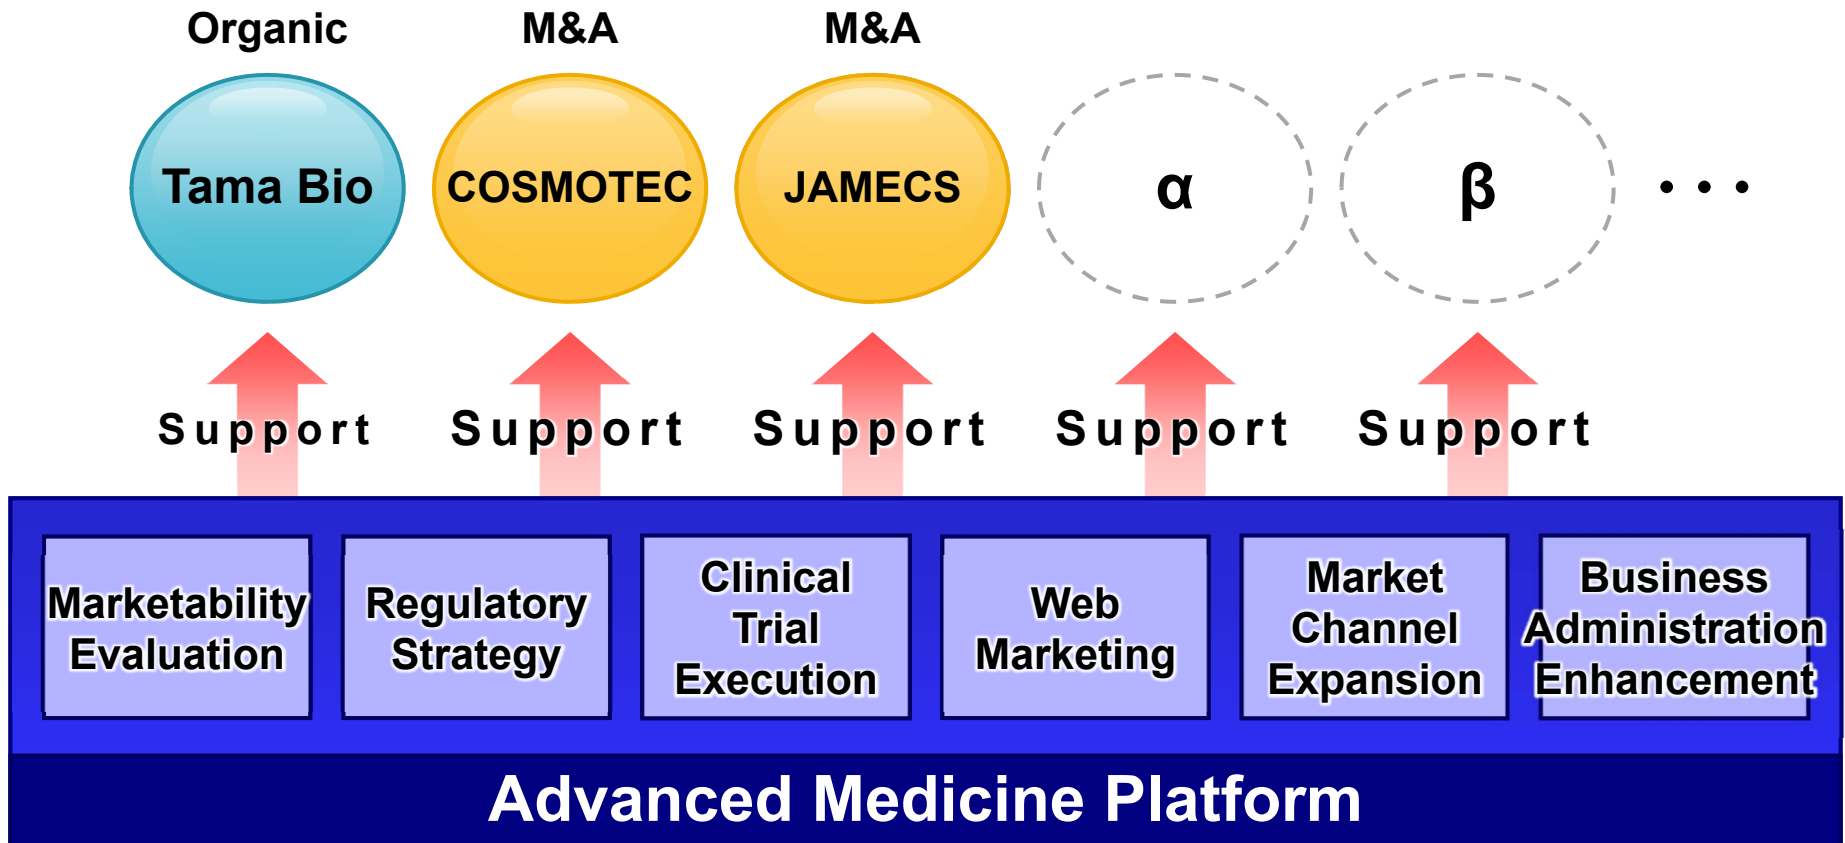 Organic
M&A
M&A
Tama Bio
COSMOTEC
JAMECS
α
β
・・・
Support
Support
Support
Support
Support
Marketability
Evaluation
Regulatory
Strategy
Clinical
Trial
Execution
Web
Marketing
Market
Channel
Expansion
Business
Administration
Enhancement
Advanced Medicine Platform